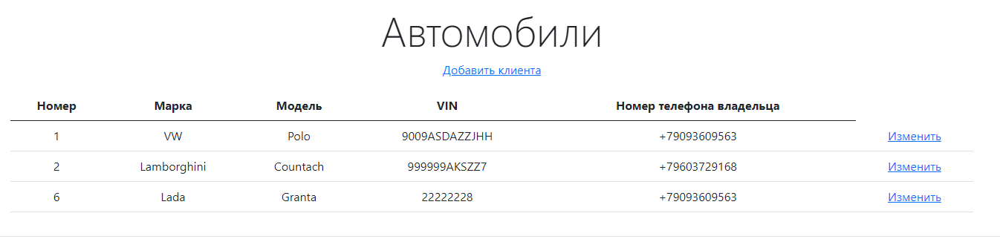 Автомобили
Добавить клиента
Номер Марка Модель VIN Номер телефона владельца
1 VW Polo 9009ASDAZZJHH +79093609563 Изменить
2 Lamborghini Countach 999999AKSZZ7 +79603729168 Изменить
6 Lada Granta 22222228 +79093609563 Изменить